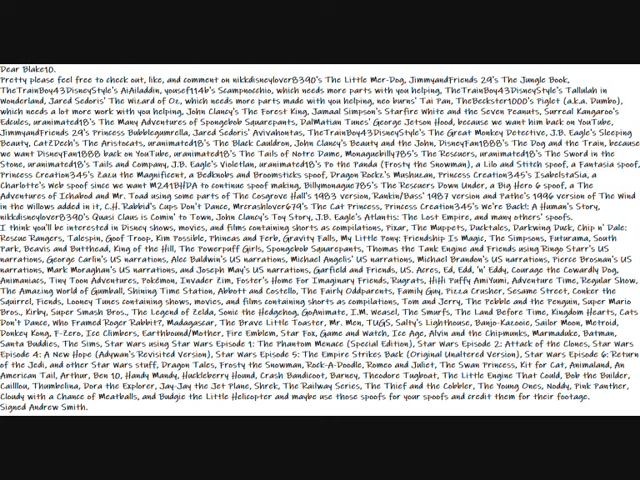 Dear Blake10.
Pretty please feel free to check out, like, and comment on nikkdisneylover8390's The Little Mer-Dog, JimmyandFriends 29's The Jungle Book,
TheTrainBoy43DisneyStyle's AiAiladdin, yousef114b's Scampnocchio, which needs more parts with you helping, TheTrainBoy43DisneyStyle's Tallulah in
Wonderland, Jared Sedoris' The Wizard of Oz, which needs more parts made with you helping, neo burns' Tai Pan, TheBeckster1000's Piglet (a.k.a. Dumbo),
which needs a lot more work with you helping, John Clancy's The Forest King, Jamaal Simpson's Starfire White and the Seven Peanuts, Surreal Kangaroo's
Edcules, uranimated18's The Many Adventures of Spongebob Squarepants, DalMatian Tunes' George Jetson Hood, because we want him back on YouTube,
JimmyandFriends 29's Princess Bubblegumrella, Jared Sedoris' Avivahontas, TheTrainBoy43DisneyStyle's The Great Monkey Detective, J.B. Eagle's Sleeping
Beauty, CatZDech's The Aristocats, uranimated18's The Black Cauldron, John Clancy's Beauty and the John, DisneyFan1888's The Dog and the Train, because
we want DisneyFan1888 back on YouTube, uranimated18's The Tails of Notre Dame, Monaguebilly785's The Rescuers, uranimated18's The Sword in the
Stone, uranimated18's Tails and Company, J.B. Eagle's Violetlan, uranimated18's Po the Panda (Frosty the Snowman), a Lilo and Stitch spoof, a Fantasia spoof,
Princess Creation345's Zazu the Magnificent, a Bedknobs and Broomsticks spoof, Dragon Rockz's Mushuzan, Princess Creation345's IsabelstaSia, a
Charlotte's Web spoof since we want M241BHDA to continue spoof making, Billymonague785's The Rescuers Down Under, a Big Hero 6 spoof, a The
Adventures of Ichabod and Mr. Toad using some parts of The Cosgrove Hall's 1983 version, Rankin/Bass' 1987 version and Pathe's 1996 version of The Wind
in the Willows added in it, C.H. Rabbid's Cups Don't Dance, Mrcrashlover679's The Cat Princess, Princess Creation345's We're Back!: A Human's Story,
nikkdisneylover8390's Quasi Claus is Comin' to Town, John Clancy's Toy Story, J.B. Eagle's Atlantis: The Lost Empire, and many others' spoofs.
I think you'll be interested in Disney shows, movies, and films containing shorts as compilations, Pixar, The Muppets, Ducktales, Darkwing Duck, Chip n' Dale:
Rescue Rangers, Talespin, Goof Troop, Kim Possible, Phineas and Ferb, Gravity Falls, My Little Pony: Friendship Is Magic, The Simpsons, Futurama, South
Park, Beavis and Butthead, King of the Hill, The Powerpuff Girls, Spongebob Squarepants, Thomas the Tank Engine and Friends using Ringo Starr's US
narrations, George Carlin's US narrations, Alec Baldwin's US narrations, Michael Angelis' US narrations, Michael Brandon's US narrations, Pierce Brosnan's US
narrations, Mark Moraghan's US narrations, and Joseph May's US narrations, Garfield and Friends, US. Acres, Ed, Edd, 'n' Eddy, Courage the Cowardly Dog,
Animaniacs, Tiny Toon Adventures, Pokémon, Invader Zim, Foster's Home For Imaginary Friends, Rugrats, HiHi Puffy AmiYumi, Adventure Time, Regular Show,
The Amazing World of Gumball, Shining Time Station, Abbott and Costello, The Fairly Oddparents, Family Guy, Pizza Crusher, Sesame Street, Conker the
Squirrel, Fiends, Looney Tunes containing shows, movies, and films containing shorts as compilations, Tom and Jerry, The Pebble and the Penguin, Super Mario
Bros., Kirby, Super Smash Bro., The Legend of Zelda, Sonic the Hedgehog, GoAnimate, I.M. Weasel, The Smurfs, The Land Before Time, Kingdom Hearts, Cats
Don't Dance, Who Framed Roger Rabbit?, Madagascar, The Brave Little Toaster, Mr. Men, TUGS, Salty's Lighthouse, Banjo-Kazooie, Sailor Moon, Metroid,
Donkey Kong, F-Zero, Ice Climbers, Earthbound/Mother, Fire Emblem, Star Fox, Game and Watch, Ice Age, Alvin and the Chipmunks, Marmaduke, Batman,
Santa Buddies, The Sims, Star Wars using Star Wars Episode 1: The Phantom Menace (Special Edition), Star Wars Episode 2: Attack of the Clones, Star Wars
Episode 4: A New Hope (Adywan's Revisited Version), Star Wars Episode 5: The Empire Strikes Back (Original Unaltered Version), Star Wars Episode 6: Return
of the Jedi, and other Star Wars stuff, Dragon Tales, Frosty the Snowman, Rock-A-Doodle, Romeo and Juliet, The Swan Princess, Kit for Cat, Animaland, An
American Tail, Arthur, Ben 10, Handy Mandy, Huckleberry Hound, Crash Bandicoot, Barney, Theodore Tugboat, The Little Engine That Could, Bob the Builder,
Caillou, Thumbelina, Dora the Explorer, Jay-Jay the Jet Plane, Shrek, The Railway Series, The Thief and the Cobbler, The Young Ones, Noddy, Pink Panther,
Cloudy with a Chance of Meatballs, and Budgie the Little Helicopter and maybe use those spoofs for your spoofs and credit them for their footage.
Signed Andrew Smith.